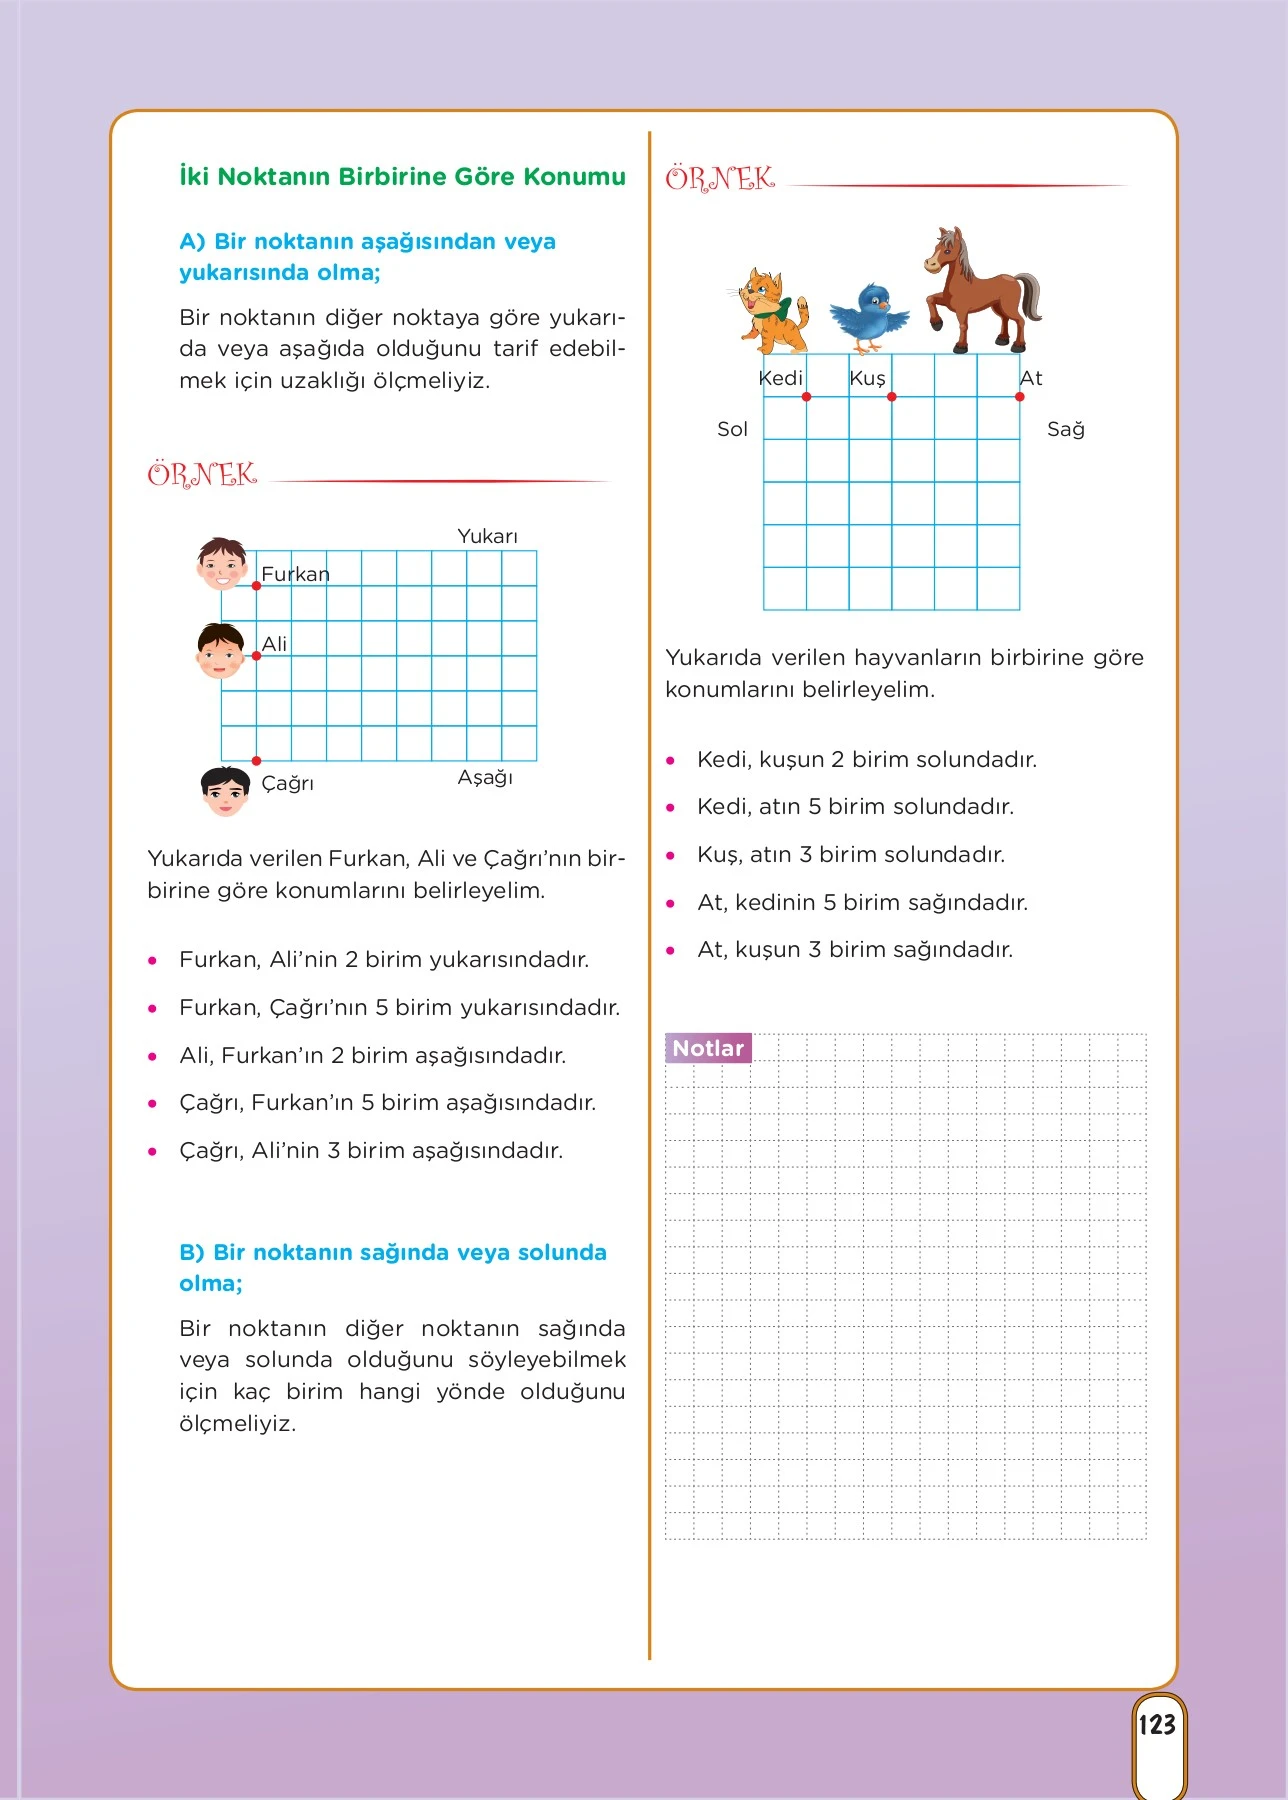 İki Noktanın Birbirine Göre Konumu
A) Bir noktanın aşağısından veya
yukarısında olma;
Bir noktanın diğer noktaya göre yukarı-
da veya aşağıda olduğunu tarif edebil-
mek için uzaklığı ölçmeliyiz.
ÖRNEK
Yukarı
Furkan
Ali
Çağrı
Aşağı
Yukarıda verilen Furkan, Ali ve Çağrı’nın bir-
birine göre konumlarını belirleyelim.
• Furkan, Ali’nin 2 birim yukarısındadır.
• Furkan, Çağrı’nın 5 birim yukarısındadır.
• Ali, Furkan’ın 2 birim aşağısındadır.
• Çağrı, Furkan’ın 5 birim aşağısındadır.
• Çağrı, Ali’nin 3 birim aşağısındadır.
B) Bir noktanın sağında veya solunda
olma;
Bir noktanın diğer noktanın sağında
veya solunda olduğunu söyleyebilmek
için kaç birim hangi yönde olduğunu
ölçmeliyiz.
ÖRNEK
Kedi Kuş At
Sol Sağ
Yukarıda verilen hayvanların birbirine göre
konumlarını belirleyelim.
• Kedi, kuşun 2 birim solundadır.
• Kedi, atın 5 birim solundadır.
• Kuş, atın 3 birim solundadır.
• At, kedinin 5 birim sağındadır.
• At, kuşun 3 birim sağındadır.
Notlar
123